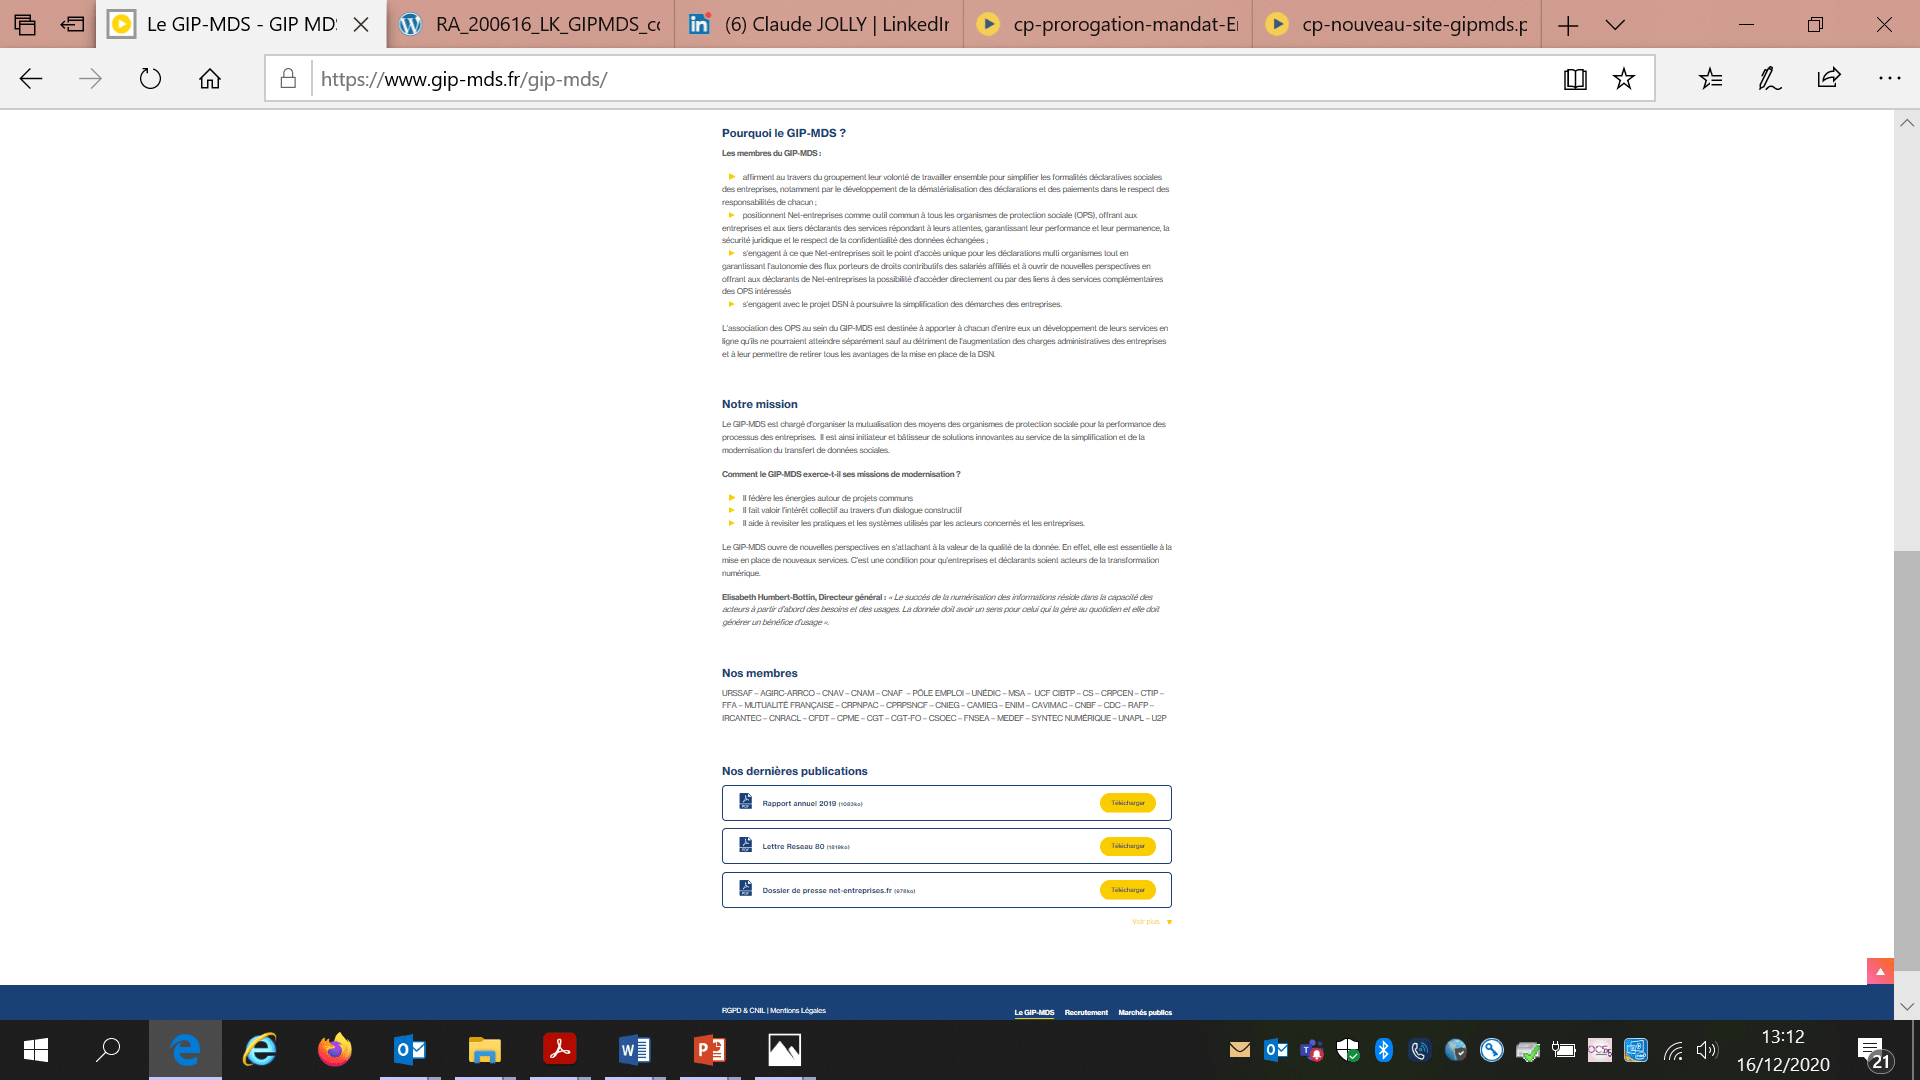 Le GIP-MDS - GIP MD
RA_200616_LK_GIPMDS_cc
(6) Claude JOLLY | LinkedIn
cp-prorogation-mandat-E
cp-nouveau-site-gipmds.p
https://www.gip-mds.fr/gip-mds/
Pourquoi le GIP-MDS ?
Les membres du GIP-MDS :
affirment au travers du groupement leur volonté de travailler ensemble pour simplifier les formalités déclaratives sociales
des entreprises, notamment par le développement de la dématérialisation des déclarations et des paiements dans le respect des
responsabilités de chacun ;
positionnent Net-entreprises comme outil commun à tous les organismes de protection sociale (OPS), offrant aux
entreprises et aux tiers déclarants des services répondant à leurs attentes, garantissant leur performance et leur permanence, la
sécurité juridique et le respect de la confidentialité des données échangées ;
s'engagent à ce que Net-entreprises soit le point d'accès unique pour les déclarations multi organismes tout en
garantissant l'autonomie des flux porteurs de droits contributifs des salariés affiliés et à ouvrir de nouvelles perspectives en
offrant aux déclarants de Net-entreprises la possibilité d'accéder directement ou par des liens à des services complémentaires
des OPS intéressés
s'engagent avec le projet DSN à poursuivre la simplification des démarches des entreprises.
L'association des OPS au sein du GIP-MDS est destinée à apporter à chacun d'entre eux un développement de leurs services en
ligne qu'ils ne pourraient atteindre séparément sauf au détriment de l'augmentation des charges administratives des entreprises
et à leur permettre de retirer tous les avantages de la mise en place de la DSN.
Notre mission
Le GIP-MDS est chargé d'organiser la mutualisation des moyens des organismes de protection sociale pour la performance des
processus des entreprises. Il est ainsi initiateur et bâtisseur de solutions innovantes au service de la simplification et de la
modernisation du transfert de données sociales.
Comment le GIP-MDS exerce-t-il ses missions de modernisation ?
Il fédère les énergies autour de projets communs
Il fait valoir l'intérêt collectif au travers d'un dialogue constructif
Il aide à revisiter les pratiques et les systèmes utilisés par les acteurs concernés et les entreprises.
Le GIP-MDS ouvre de nouvelles perspectives en s'attachant à la valeur de la qualité de la donnée. En effet, elle est essentielle à la
mise en place de nouveaux services. C'est une condition pour qu'entreprises et déclarants soient acteurs de la transformation
numérique.
Elisabeth Humbert-Bottin, Directeur général : « Le succès de la numérisation des informations réside dans la capacité des
acteurs à partir d'abord des besoins et des usages. La donnée doit avoir un sens pour celui qui la gère au quotidien et elle doit
générer un bénéfice d'usage «.
Nos membres
URSSAF – AGIRC-ARRCO – CNAV – CNAM – CNAF – PÔLE EMPLOI – UNÉDIC – MSA – UCF CIBTP – CS – CRPCEN – CTIP –
FFA – MUTUALITÉ FRANÇAISE – CRPNPAC – CPRPSNCF – CNIEG – CAMIEG – ENIM – CAVIMAC – CNBF – CDC – RAFP –
IRCANTEC – CNRACL – CFDT – CPME – CGT – CGT-FO – CSOEC – FNSEA – MEDEF – SYNTEC NUMÉRIQUE – UNAPL – U2P
Nos dernières publications
Rapport annuel 2019 (1083ko) Télécharger
Lettre Reseau 80 (1819ko) Télécharger
Dossier de presse net-entreprises.fr (978ko) Télécharger
Voir plus
RGPD & CNIL | Mentions Légales
Le GIP-MDS Recrutement Marchés publics
13:12
16/12/2020
21